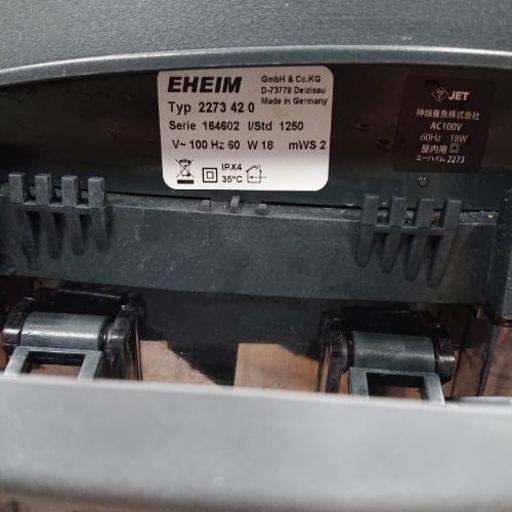 EHEIM
GmbH & Co.KG
D-73779 Deizisau
Made in Germany
Typ 2273 42 0
Serie 164602 l/Std 1250
V~ 100 Hz 60 W 18 mWS 2
IPX4
35°C
JET
神畑養魚株式会社
AC100V
60Hz 18W
屋内用
エーハイム 2273